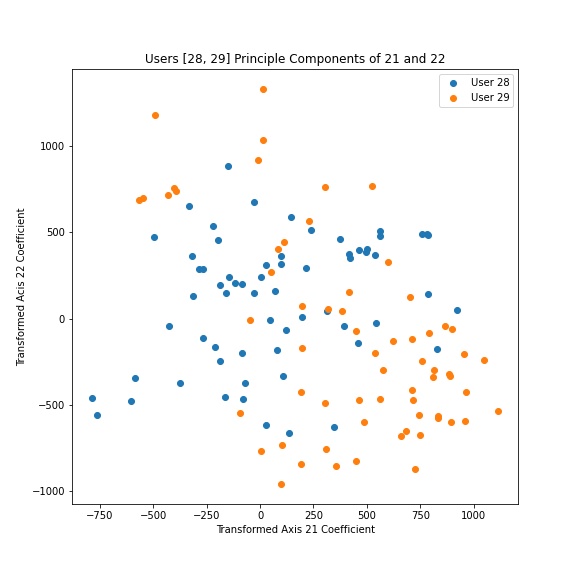 Users [28, 29] Principle Components of 21 and 22
User 28
User 29
Transformed Axis 22 Coefficient
1000
500
0
−500
−1000
−750
−500
−250
0
250
500
750
1000
Transformed Axis 21 Coefficient